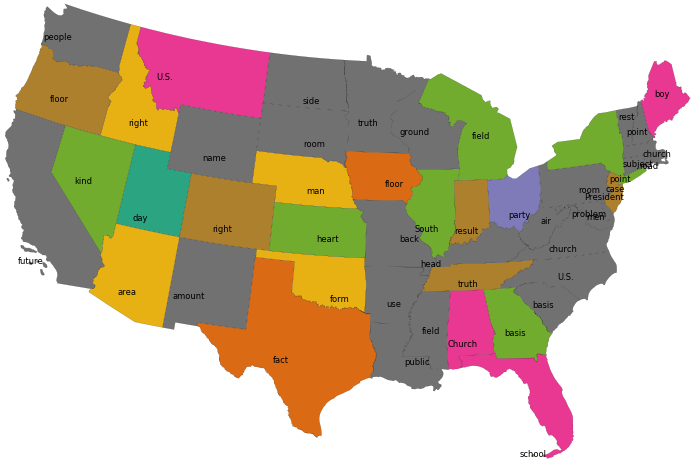 people
U.S.
floor
right
side
truth
room
name
ground
field
boy
rest
point
church
subject
road
kind
day
right
man
floor
heart
area
amount
form
future
South
result
party
back
head
truth
use
field
public
fact
Church
basis
basis
U.S.
church
air
problem
men
room
point
case
President
school